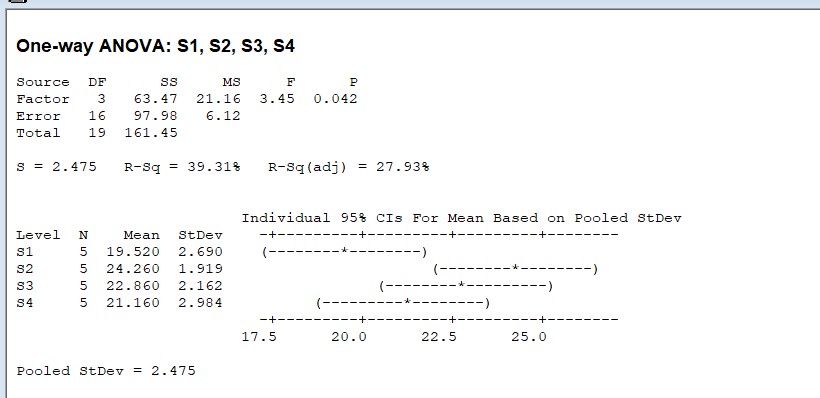 One-way ANOVA: S1, S2, S3, S4
Source  DF      SS     MS     F      P
Factor   3   63.47  21.16  3.45  0.042
Error   16   97.98   6.12
Total   19  161.45
S = 2.475   R-Sq = 39.31%   R-Sq(adj) = 27.93%
Individual 95% CIs For Mean Based on Pooled StDev
Level  N    Mean  StDev    -+---------+---------+---------+--------
S1     5  19.520  2.690    (--------*--------)
S2     5  24.260  1.919                       (--------*--------)
S3     5  22.860  2.162                 (--------*---------)
S4     5  21.160  2.984          (---------*--------)
-+---------+---------+---------+--------
17.5      20.0      22.5      25.0
Pooled StDev = 2.475